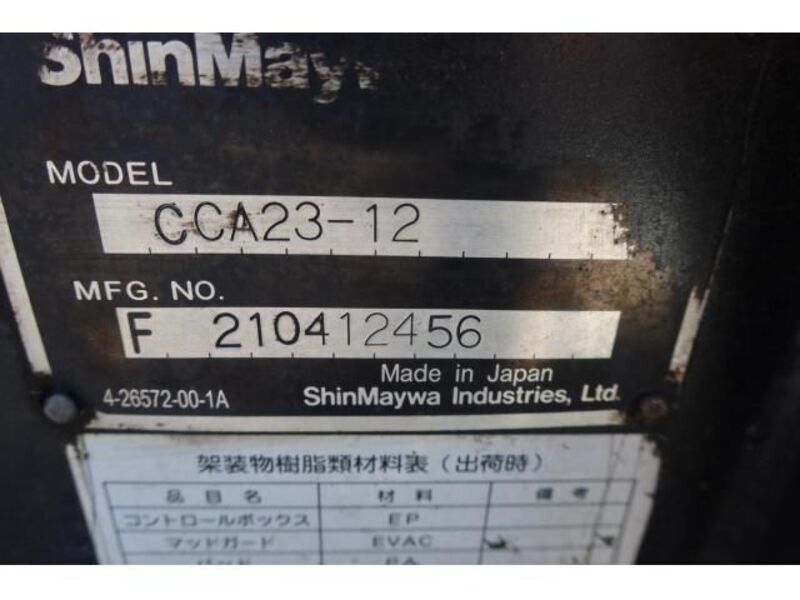 ShinMayw
MODEL
CCA23-12
MFG. NO.
F 210412456
Made in Japan
4-26572-00-1A ShinMaywa Industries, Ltd.
架装物樹脂類材料表(出荷時)
品目名 材料 備考
コントロールボックス EP
マッドガード EVAC